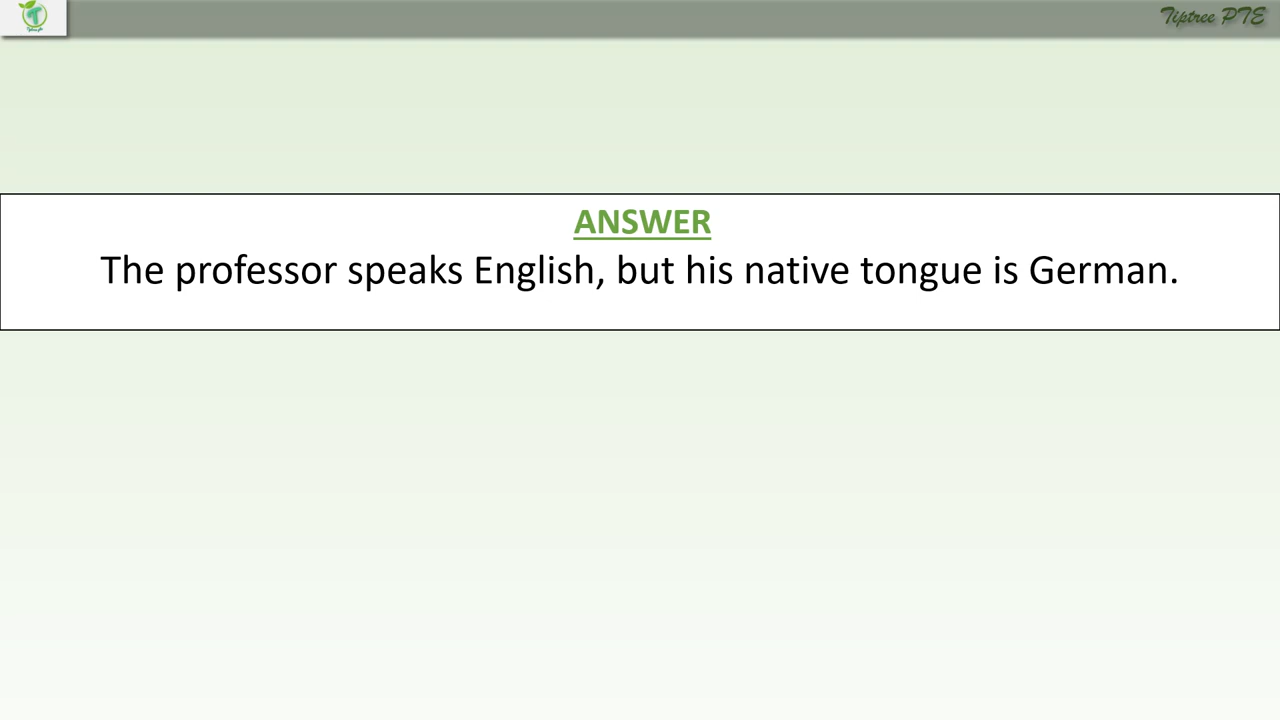 Tiptree PTE
ANSWER
The professor speaks English, but his native tongue is German.